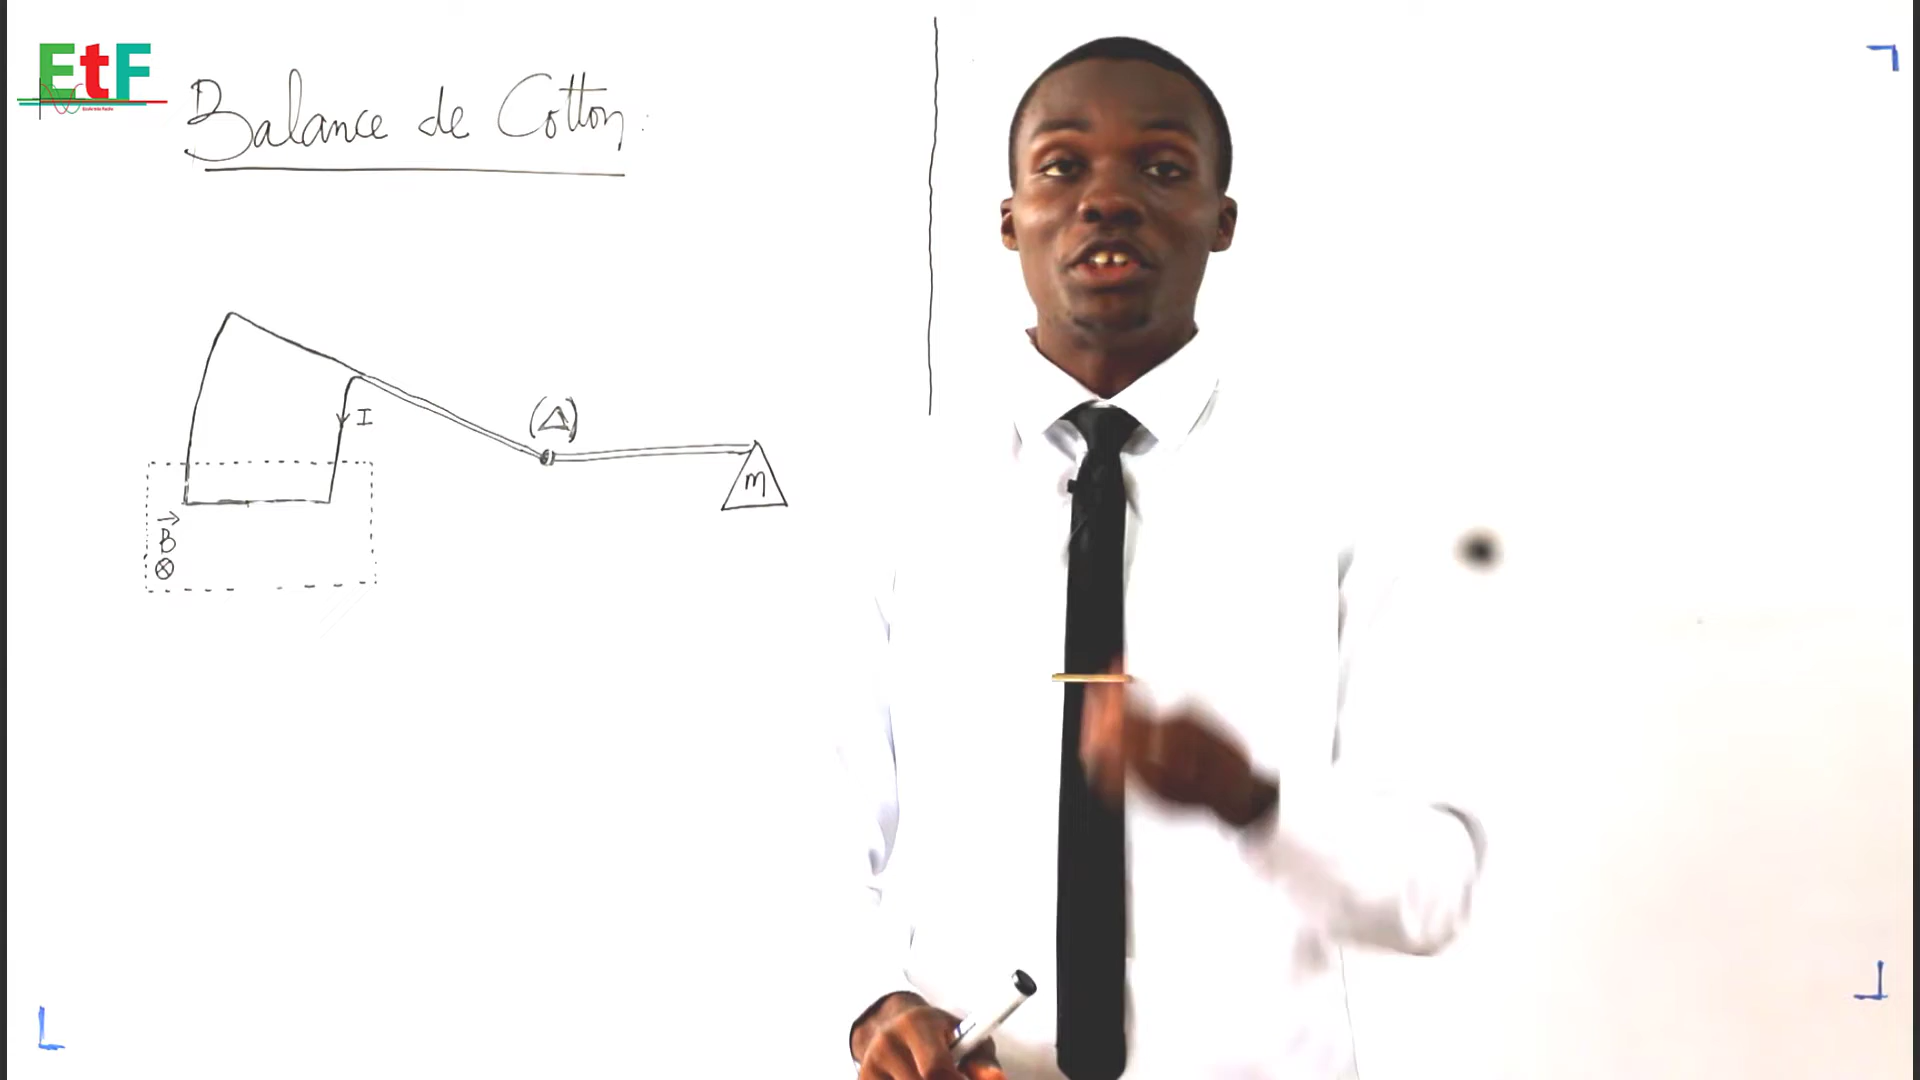 EtF
Balance de Cotton:
I
(Δ)
m
B